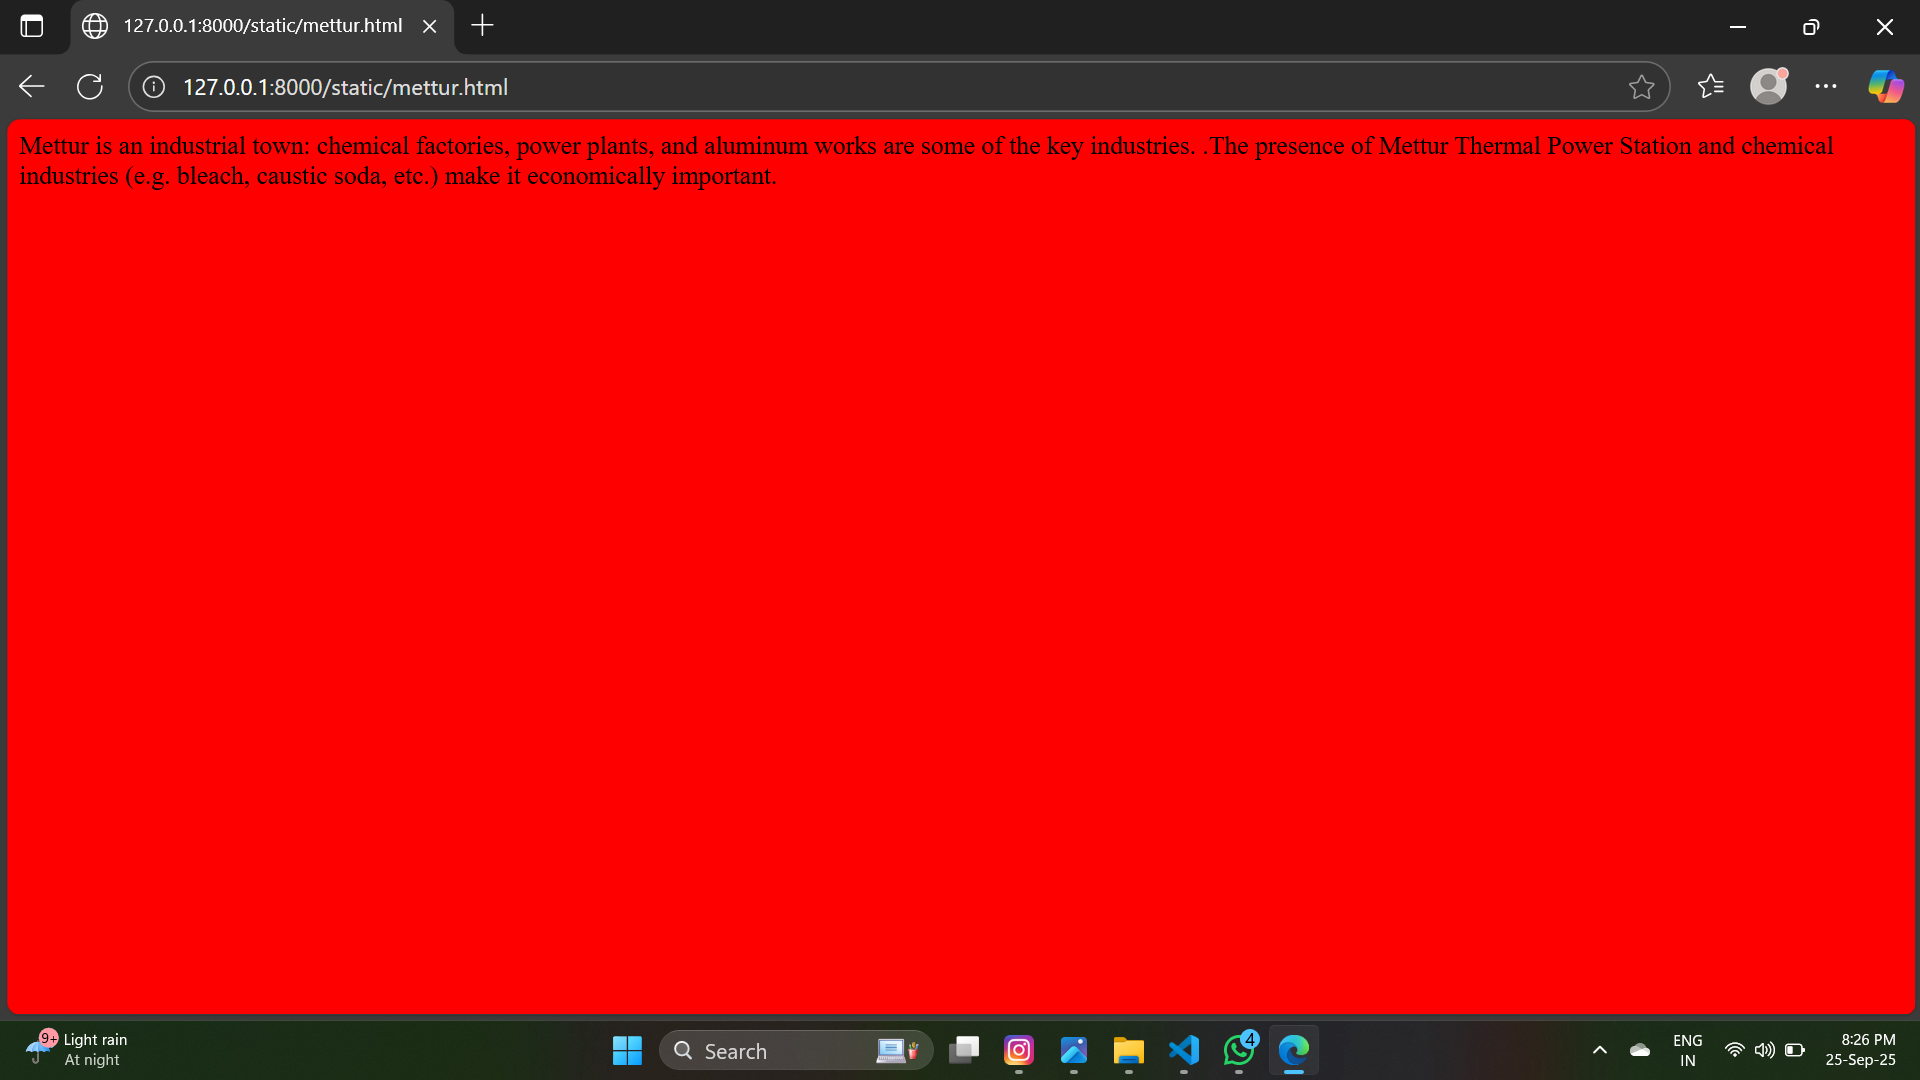 127.0.0.1:8000/static/mettur.html
127.0.0.1:8000/static/mettur.html
Mettur is an industrial town: chemical factories, power plants, and aluminum works are some of the key industries. .The presence of Mettur Thermal Power Station and chemical
industries (e.g. bleach, caustic soda, etc.) make it economically important.
9+
Light rain
At night
Search
4
ENG
IN
8:26 PM
25-Sep-25